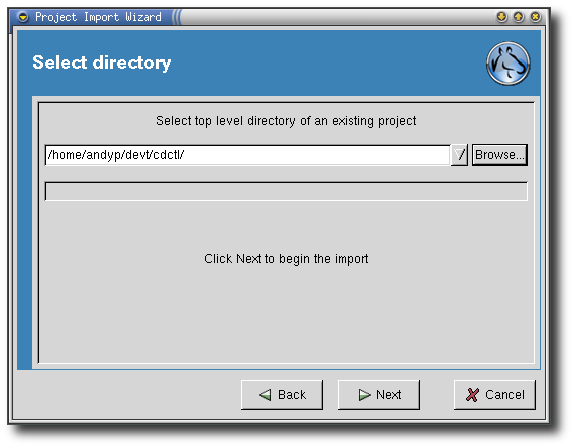 Project Import Wizard
Select directory
Select top level directory of an existing project
/home/andyp/devt/cdctl/
Browse...
Click Next to begin the import
Back
Next
Cancel